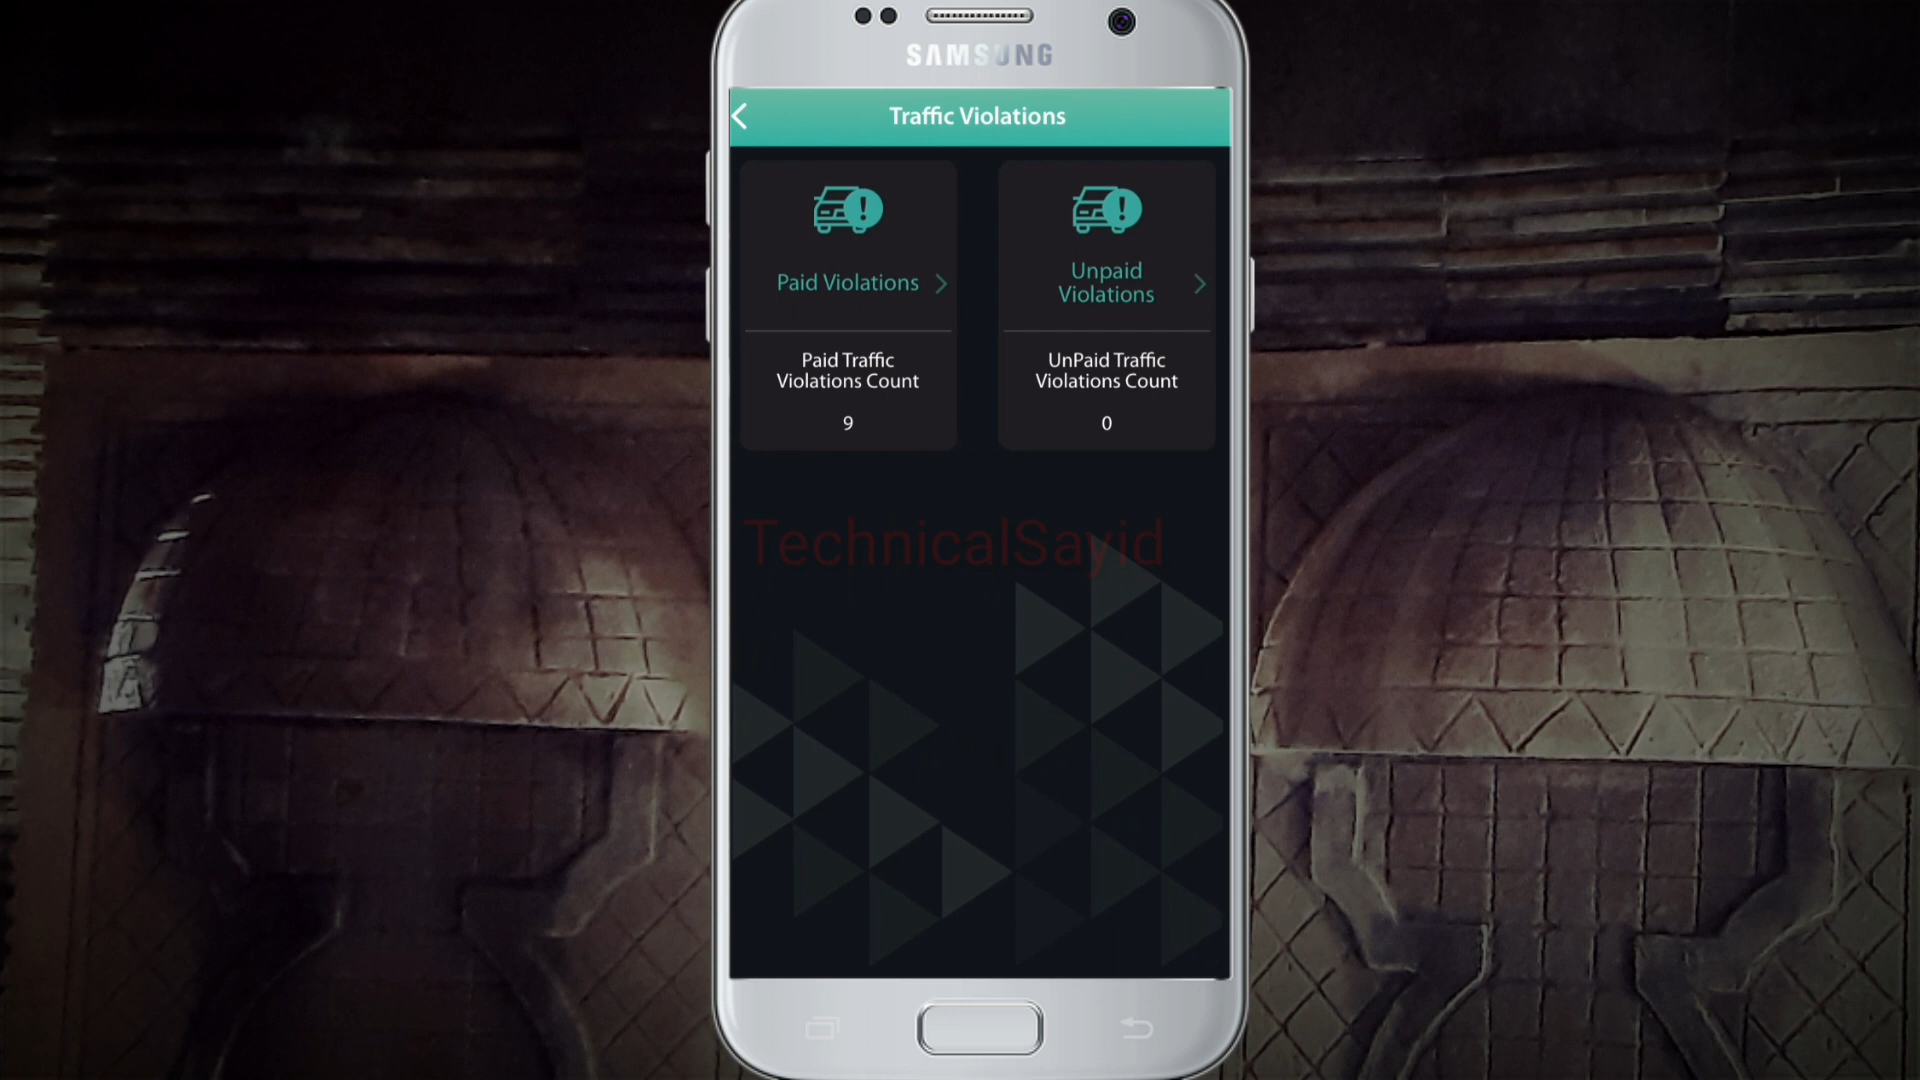 SAMSUNG
Traffic Violations
Paid Violations
Unpaid
Violations
Paid Traffic
Violations Count
9
UnPaid Traffic
Violations Count
0
TechnicalSayid